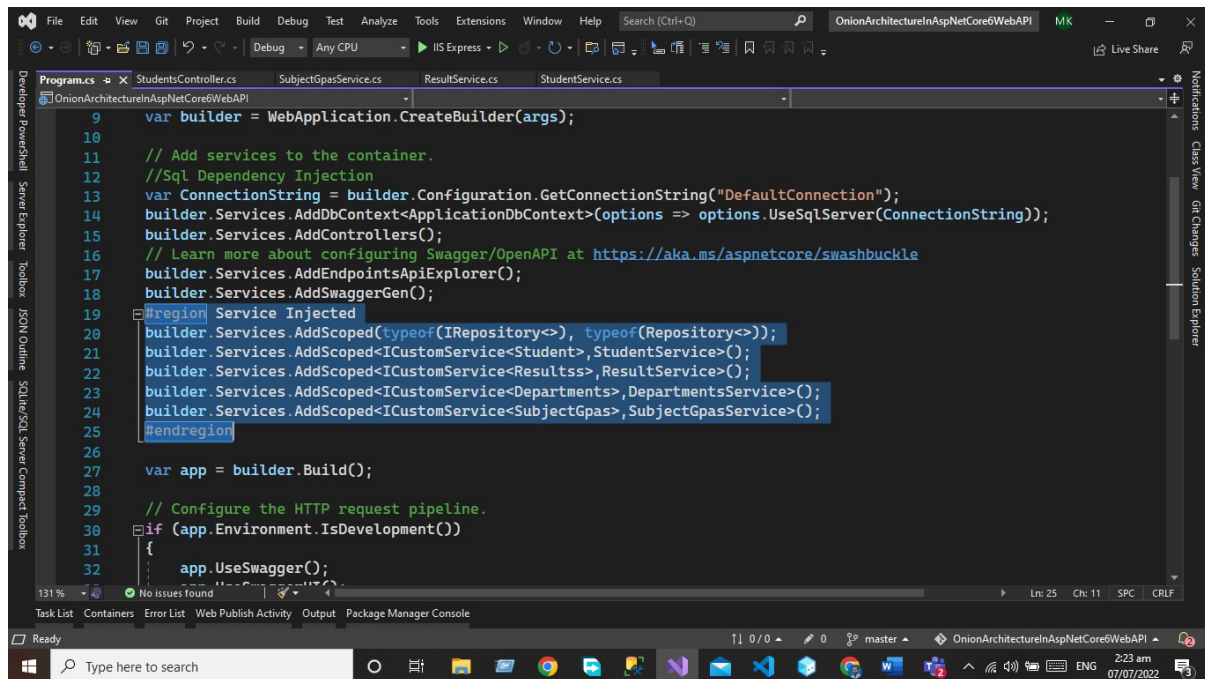 File Edit View Git Project Build Debug Test Analyze Tools Extensions Window Help Search (Ctrl+Q) OnionArchitectureInAspNetCore6WebAPI MK
Debug Any CPU IIS Express Live Share
Program.cs StudentsController.cs SubjectGpasService.cs ResultService.cs StudentService.cs
OnionArchitectureInAspNetCore6WebAPI
9 var builder = WebApplication.CreateBuilder(args);
10
11 // Add services to the container.
12 //Sql Dependency Injection
13 var ConnectionString = builder.Configuration.GetConnectionString("DefaultConnection");
14 builder.Services.AddDbContext<ApplicationDbContext>(options => options.UseSqlServer(ConnectionString));
15 builder.Services.AddControllers();
16 // Learn more about configuring Swagger/OpenAPI at https://aka.ms/aspnetcore/swashbuckle
17 builder.Services.AddEndpointsApiExplorer();
18 builder.Services.AddSwaggerGen();
19 #region Service Injected
20 builder.Services.AddScoped(typeof(IRepository<>), typeof(Repository<>));
21 builder.Services.AddScoped<ICustomService<Student>,StudentService>();
22 builder.Services.AddScoped<ICustomService<Resultss>,ResultService>();
23 builder.Services.AddScoped<ICustomService<Departments>,DepartmentsService>();
24 builder.Services.AddScoped<ICustomService<SubjectGpas>,SubjectGpasService>();
25 #endregion
26
27 var app = builder.Build();
28
29 // Configure the HTTP request pipeline.
30 if (app.Environment.IsDevelopment())
31 {
32 app.UseSwagger();
131 % No issues found Ln: 25 Ch: 11 SPC CRLF
Task List Containers Error List Web Publish Activity Output Package Manager Console
Ready 0 / 0 0 master OnionArchitectureInAspNetCore6WebAPI 2
Type here to search ENG 2:23 am
07/07/2022 3
Developer PowerShell
Server Explorer
Toolbox
JSON Outline
SQLite/SQL Server Compact Toolbox
Notifications
Class View
Git Changes
Solution Explorer